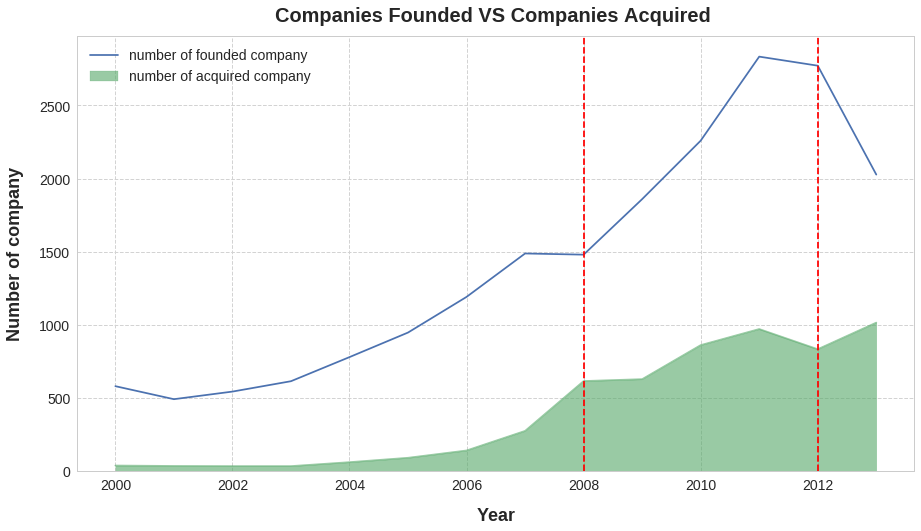 Companies Founded VS Companies Acquired
number of founded company
number of acquired company
Number of company
2500
2000
1500
1000
500
0
2000 2002 2004 2006 2008 2010 2012
Year